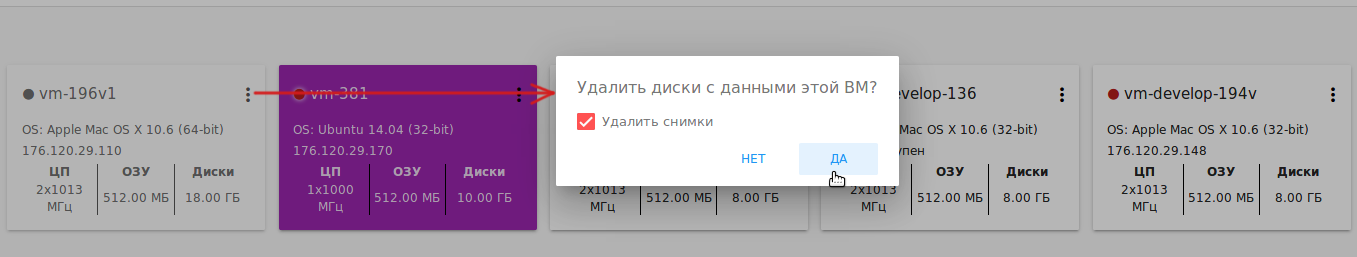 vm-196v1
OS: Apple Mac OS X 10.6 (64-bit)
176.120.29.110
ЦП ОЗУ Диски
2x1013 МГц 512.00 МБ 18.00 ГБ
vm-381
OS: Ubuntu 14.04 (32-bit)
176.120.29.170
ЦП ОЗУ Диски
1x1000 МГц 512.00 МБ 10.00 ГБ
Удалить диски с данными этой ВМ?
Удалить снимки
НЕТ ДА
2x1013 МГц 512.00 МБ 8.00 ГБ
evelop-136
Mac OS X 10.6 (32-bit)
упен
ОЗУ Диски
2x1013 МГц 512.00 МБ 8.00 ГБ
vm-develop-194v
OS: Apple Mac OS X 10.6 (32-bit)
176.120.29.148
ЦП ОЗУ Диски
2x1013 МГц 512.00 МБ 8.00 ГБ